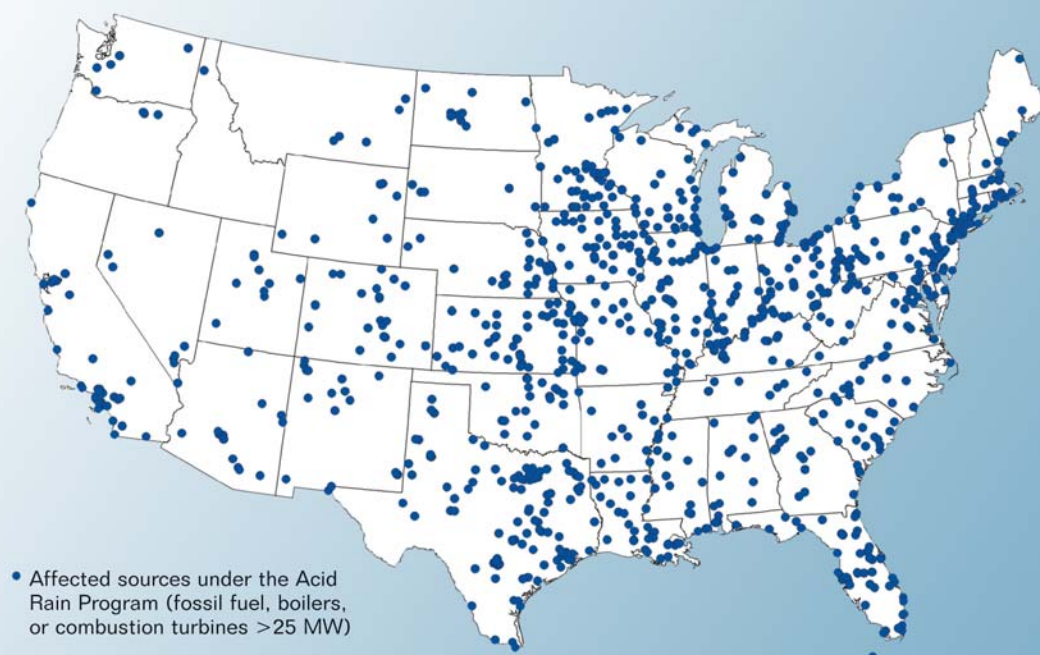 Affected sources under the Acid
Rain Program (fossil fuel, boilers,
or combustion turbines >25 MW)